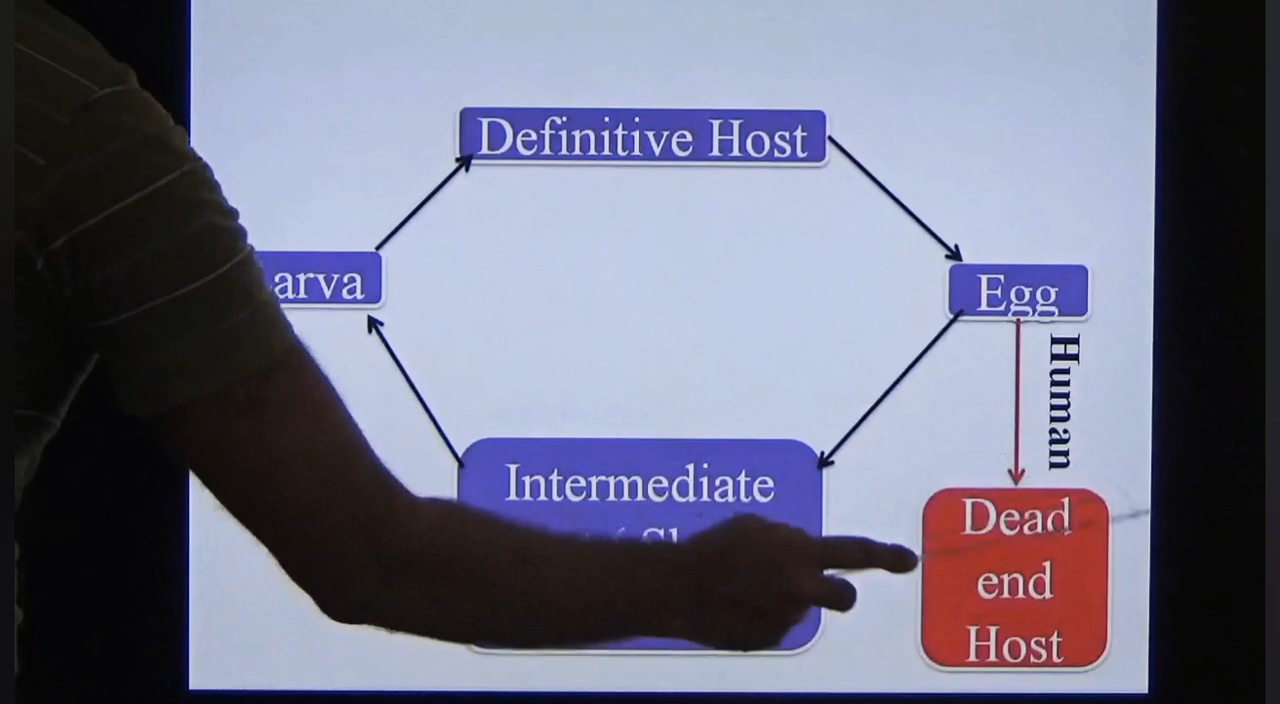 Definitive Host
arva
Egg
Human
Intermediate
Dead
end
Host